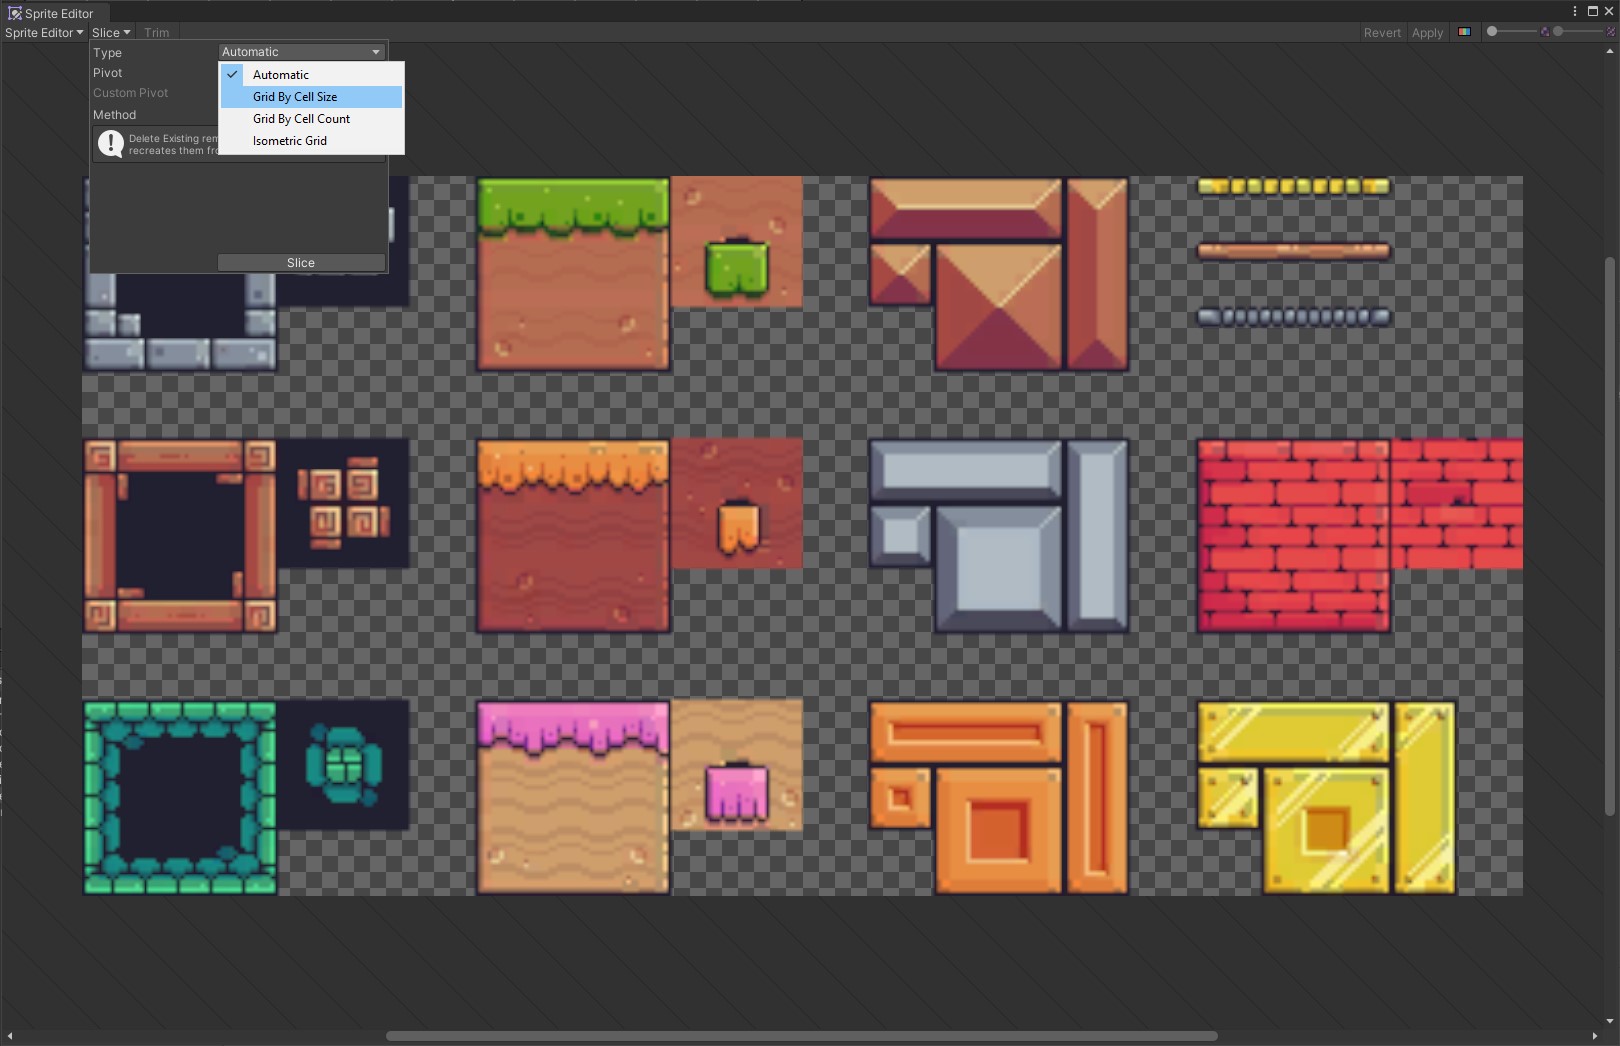 Sprite Editor
Sprite Editor Slice Trim Revert Apply
Type Automatic
Pivot
Custom Pivot
Method
Automatic
Grid By Cell Size
Grid By Cell Count
Isometric Grid
Delete Existing
recreates them
Slice